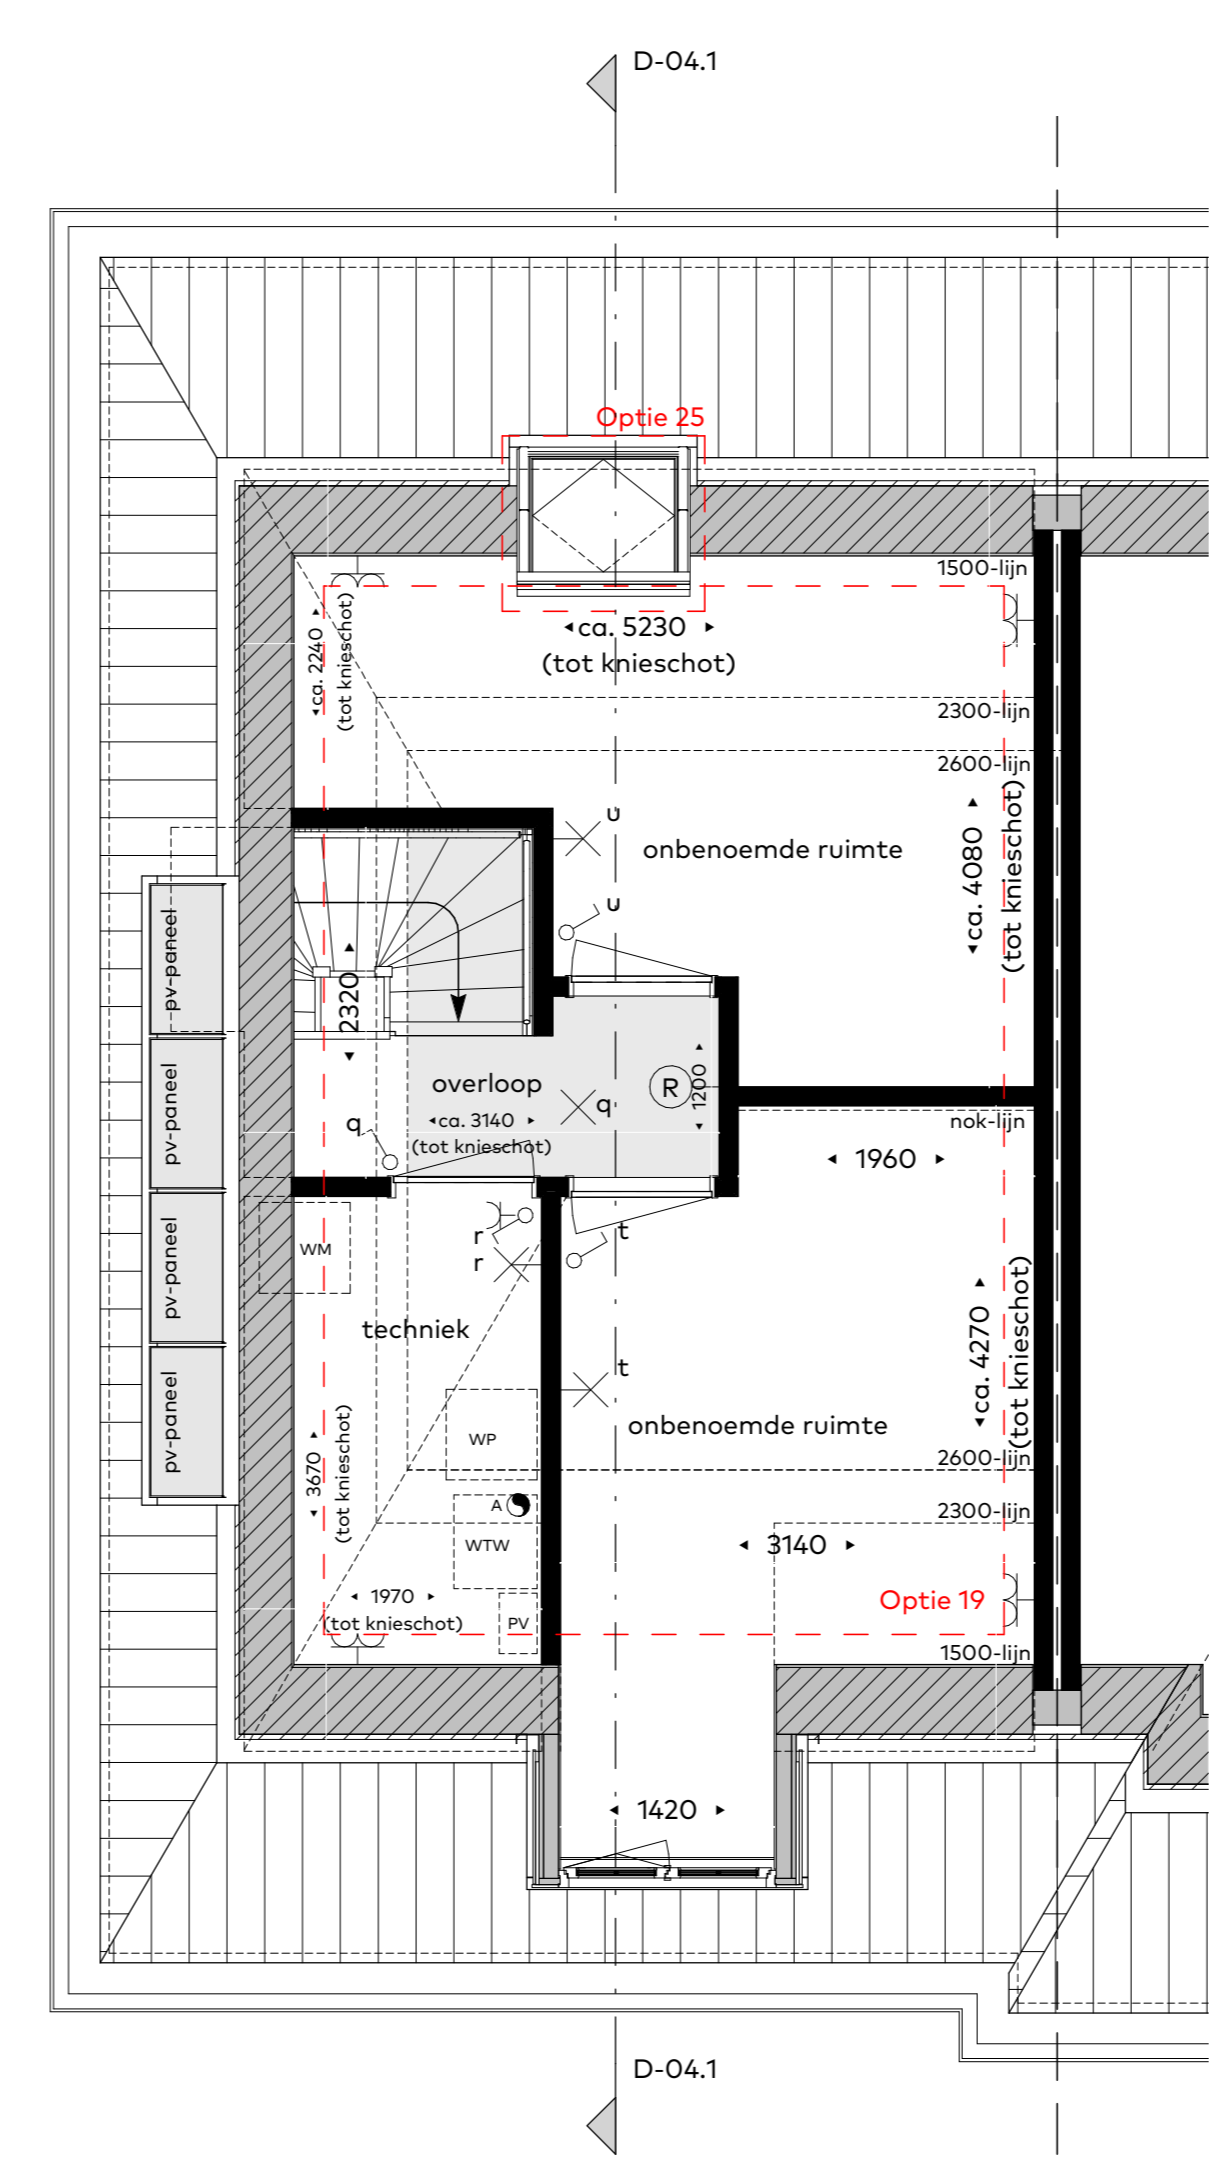 D-04.1
Optie 25
1500-lijn
ca. 5230
(tot knieschot)
ca. 2240
(tot knieschot)
2300-lijn
2600-lijn
u
onbenoemde ruimte
ca. 4080
(tot knieschot)
u
pv-paneel
2320
overloop
q
R
1200
ca. 3140
(tot knieschot)
q
nok-lijn
pv-paneel
1960
WM
r
r
t
pv-paneel
techniek
ca. 4270
(tot knieschot)
t
pv-paneel
onbenoemde ruimte
WP
2600-lijn
3670
(tot knieschot)
A
WTW
2300-lijn
3140
1970
(tot knieschot)
PV
Optie 19
1500-lijn
1420
D-04.1